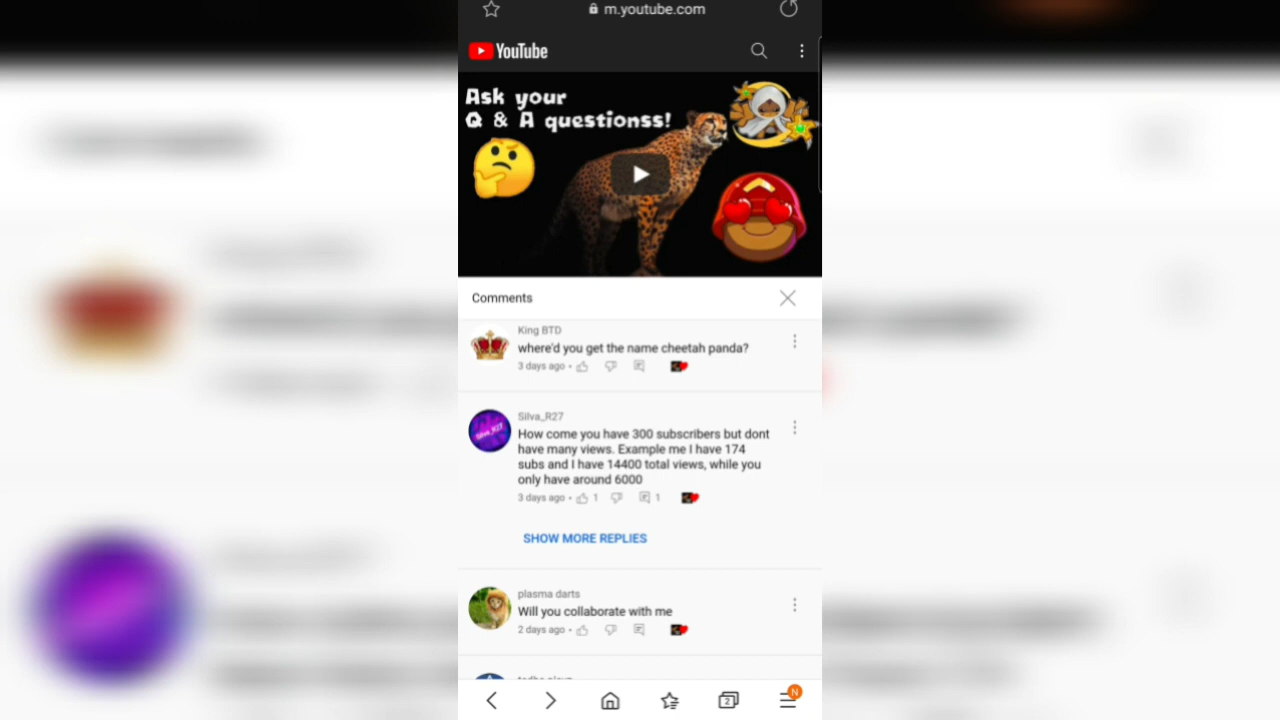 m.youtube.com
YouTube
Ask your
Q & A questionss!
Comments
King BTD
where'd you get the name cheetah panda?
3 days ago •
Silva_R27
Silva_R27
How come you have 300 subscribers but dont
have many views. Example me I have 174
subs and I have 14400 total views, while you
only have around 6000
3 days ago • 1 1
SHOW MORE REPLIES
plasma darts
Will you collaborate with me
2 days ago •
2
N